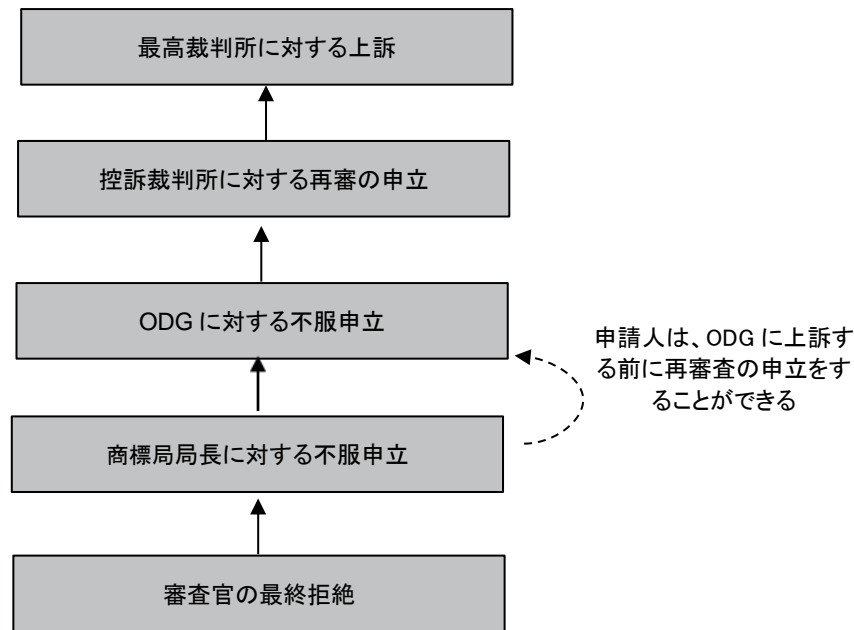 最高裁判所に対する上訴
控訴裁判所に対する再審の申立
ODG に対する不服申立
申請人は、ODG に上訴す
る前に再審査の申立をす
ることができる
商標局局長に対する不服申立
審査官の最終拒絶